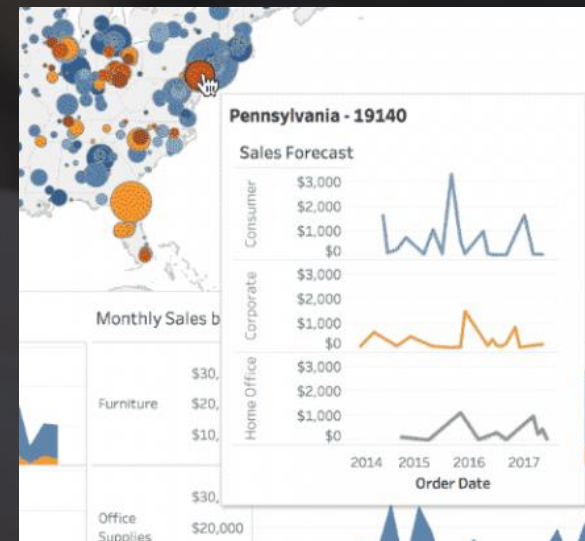 Pennsylvania - 19140
Sales Forecast
Consumer
$3,000
$2,000
$1,000
$0
Corporate
$3,000
$2,000
$1,000
$0
Home Office
$3,000
$2,000
$1,000
$0
2014 2015 2016 2017
Order Date
Monthly Sales b
Furniture
$30,
$20,
$10,
Office
Supplies
$30,
$20,000